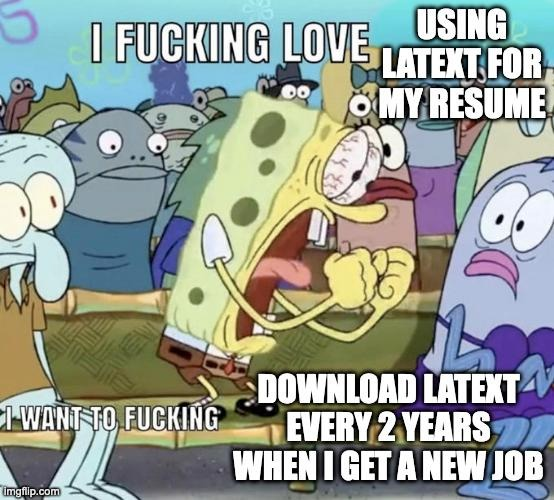 I FUCKING LOVE
USING
LATEXT FOR
MY RESUME
I WANT TO FUCKING
DOWNLOAD LATEXT
EVERY 2 YEARS
WHEN I GET A NEW JOB
imgflip.com